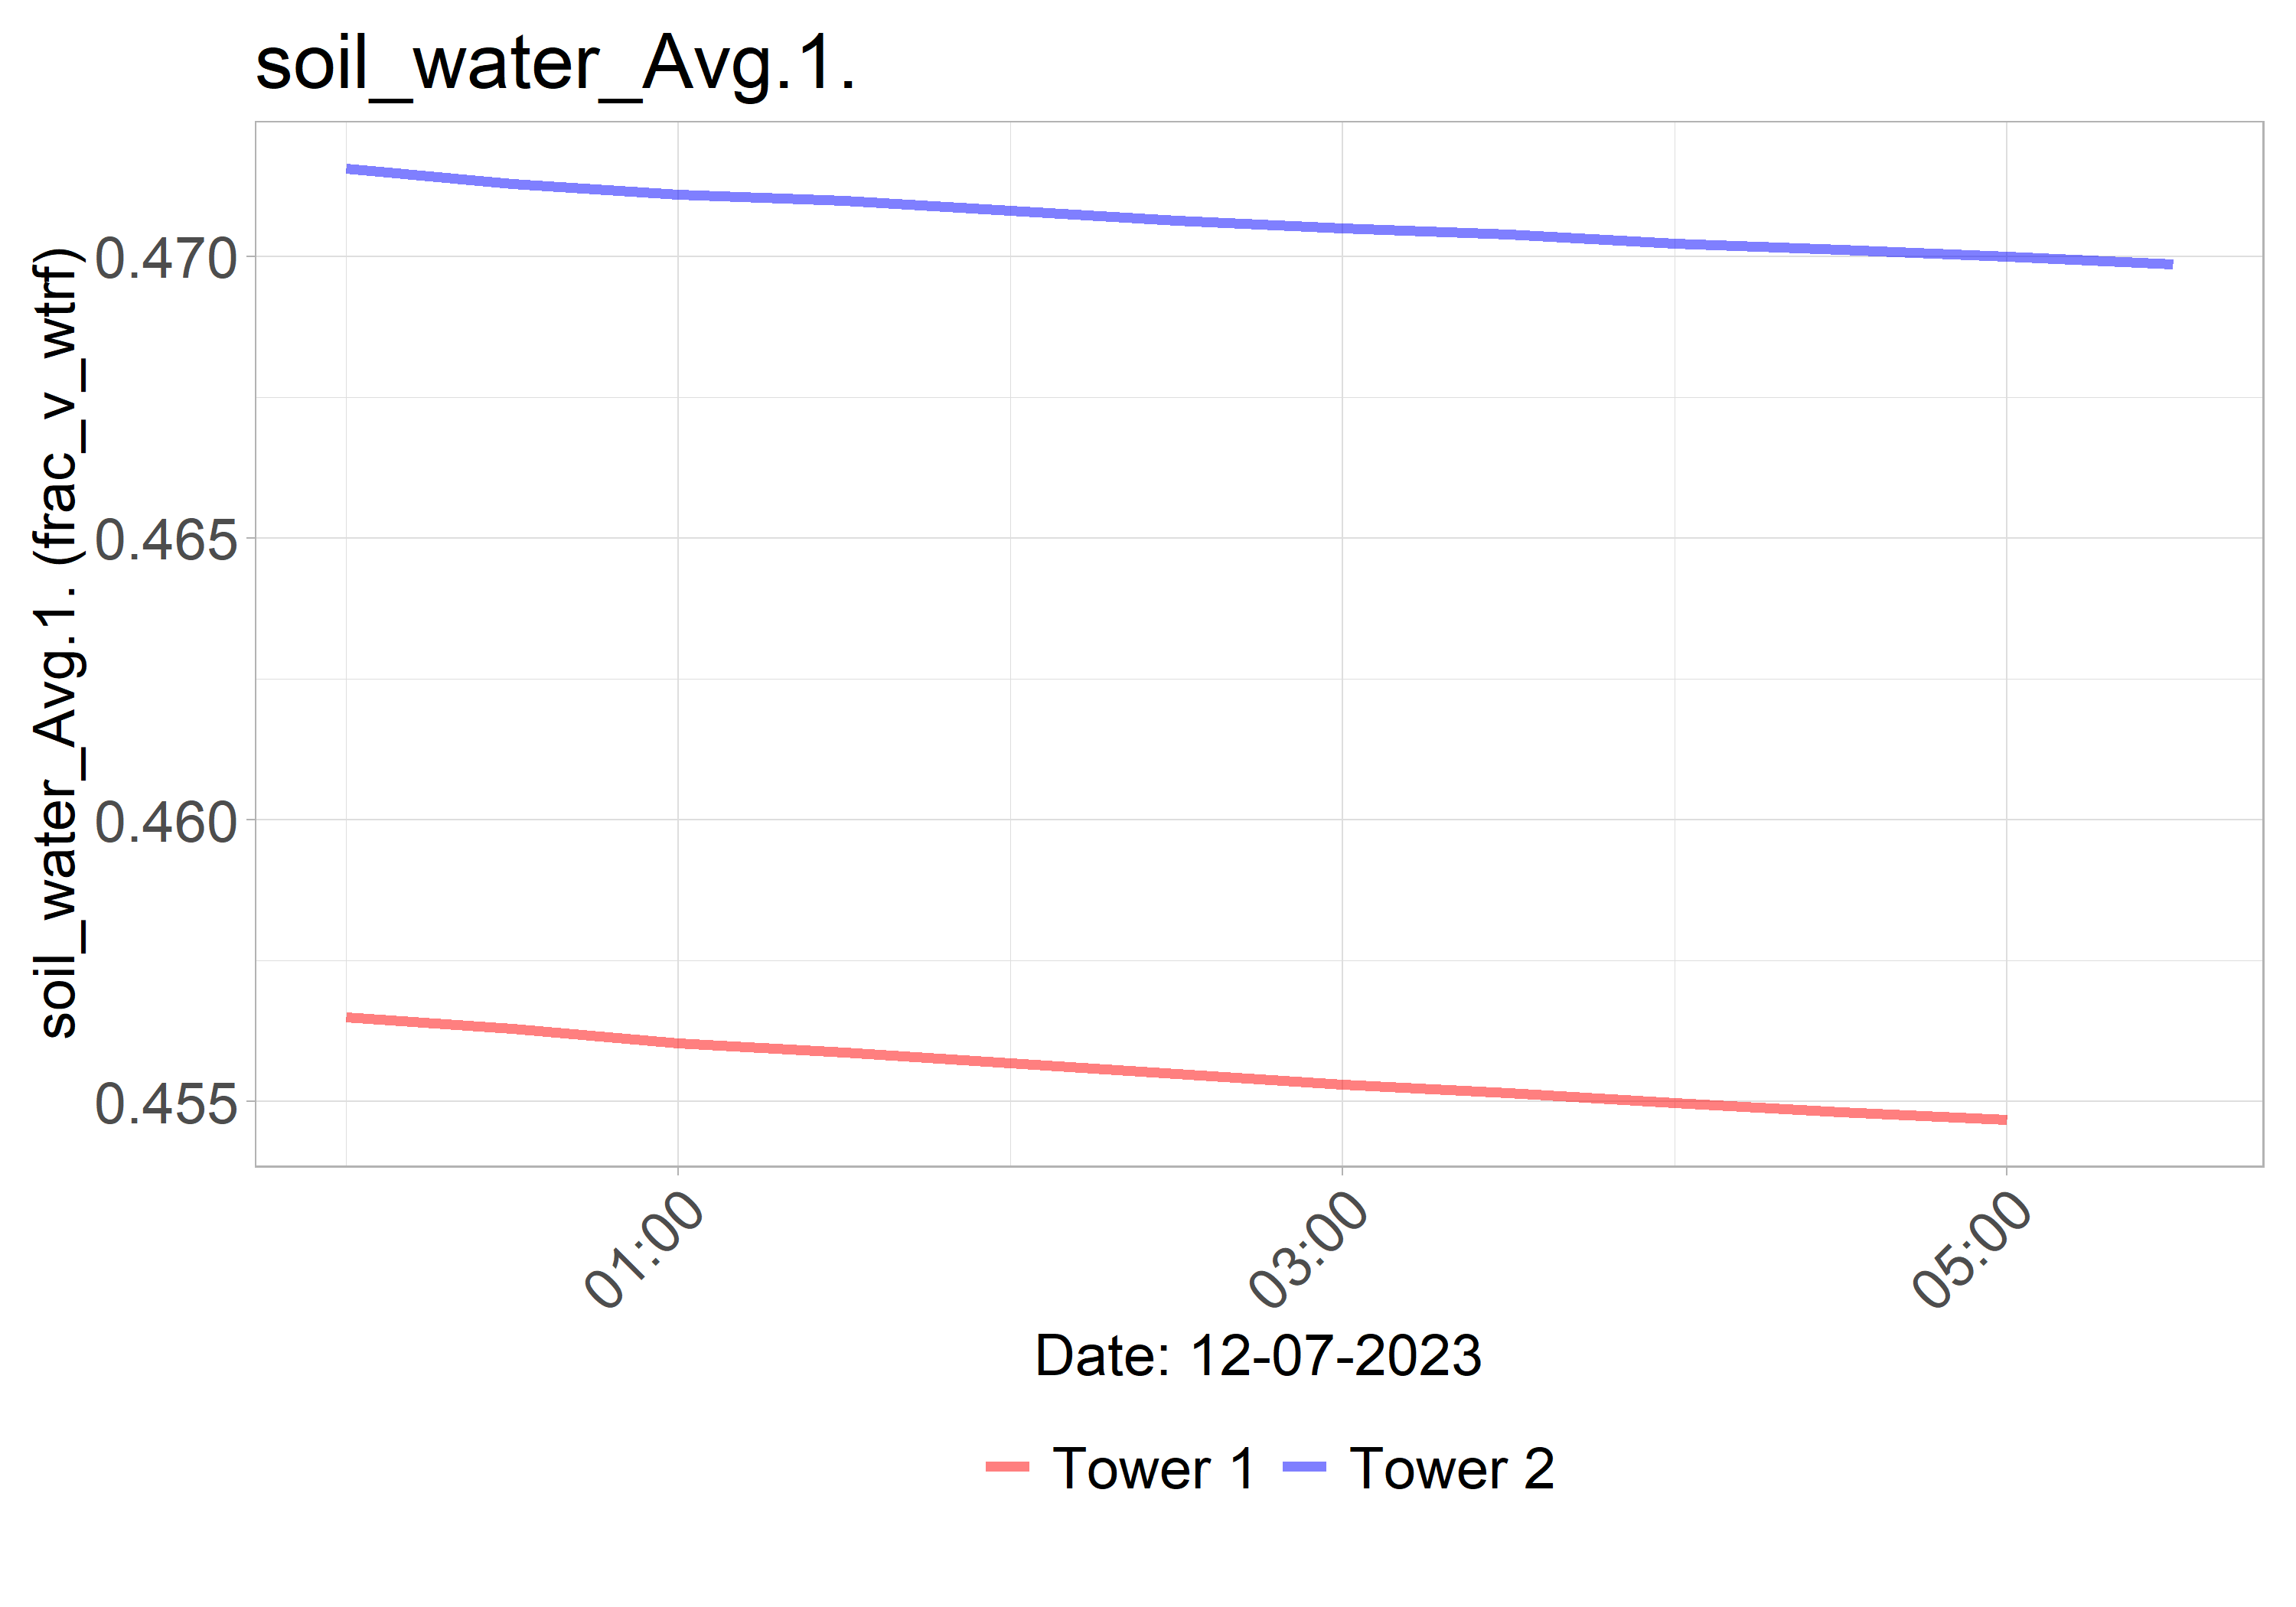 soil_water_Avg.1.
soil_water_Avg.1. (frac_v_wtrf)
0.470
0.465
0.460
0.455
01:00
03:00
05:00
Date: 12-07-2023
Tower 1
Tower 2